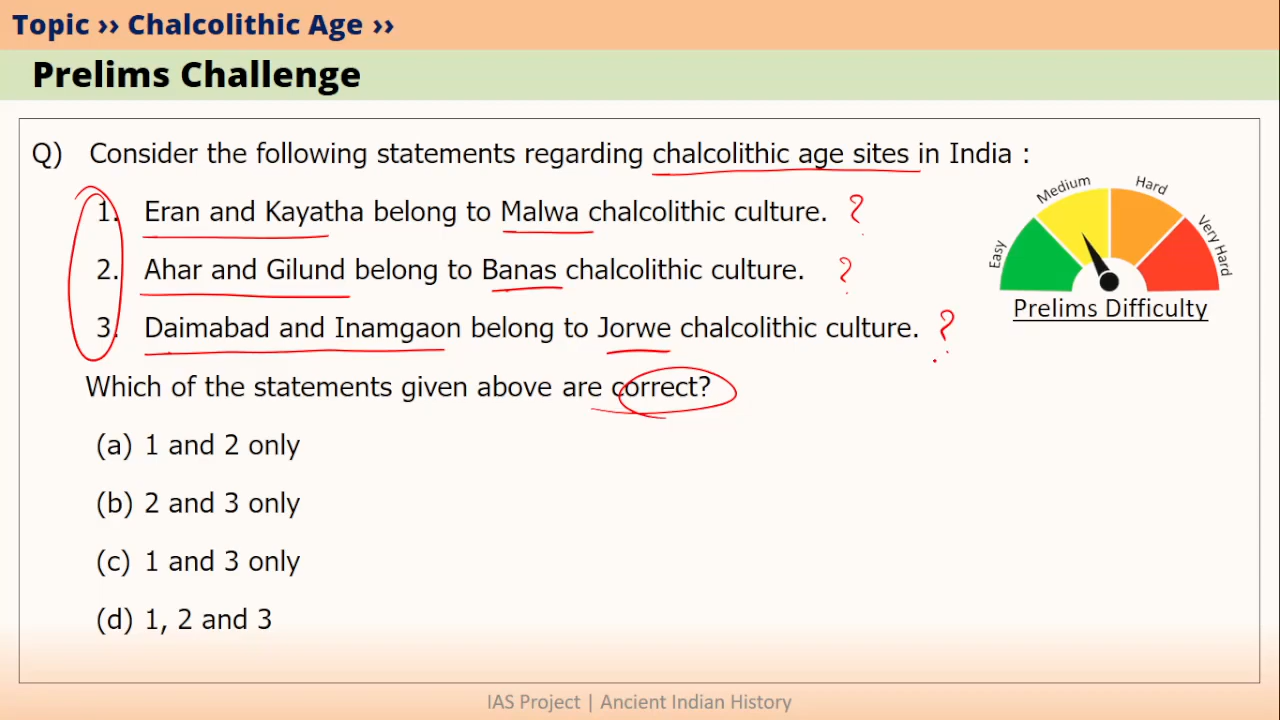 Topic ›› Chalcolithic Age ››
Prelims Challenge
Q) Consider the following statements regarding chalcolithic age sites in India :
1. Eran and Kayatha belong to Malwa chalcolithic culture. ?
2. Ahar and Gilund belong to Banas chalcolithic culture. ?
3. Daimabad and Inamgaon belong to Jorwe chalcolithic culture. ?
Which of the statements given above are correct?
(a) 1 and 2 only
(b) 2 and 3 only
(c) 1 and 3 only
(d) 1, 2 and 3
Easy
Medium
Hard
Very Hard
Prelims Difficulty
IAS Project | Ancient Indian History